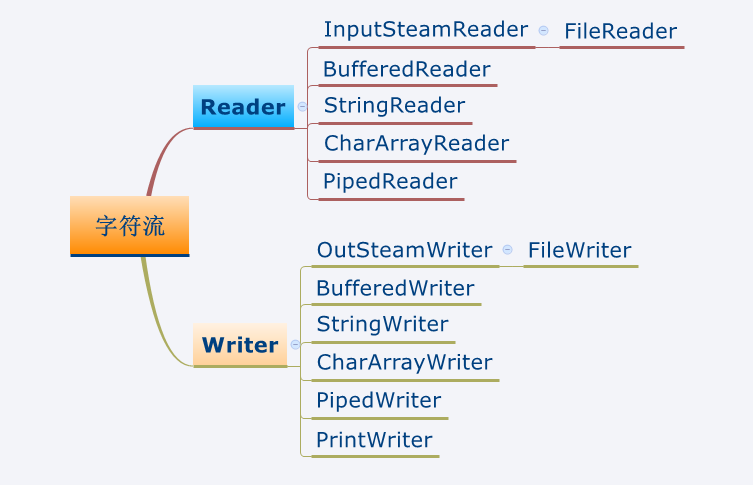 字符流
Reader
InputSteamReader
FileReader
BufferedReader
StringReader
CharArrayReader
PipedReader
Writer
OutSteamWriter
FileWriter
BufferedWriter
StringWriter
CharArrayWriter
PipedWriter
PrintWriter